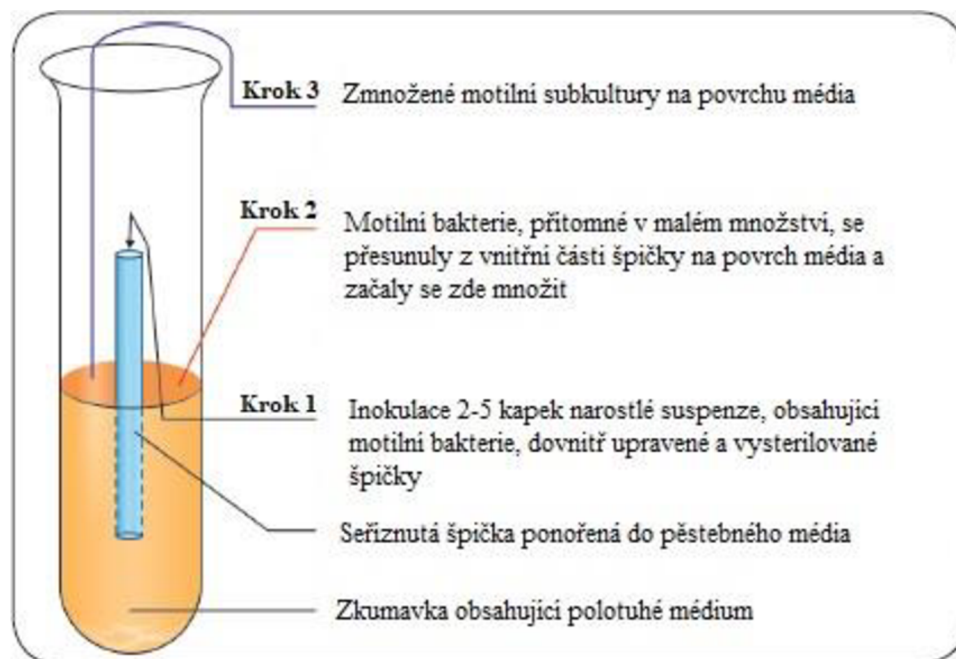 Krok 3 Zmnožené motilní subkultury na povrchu média
Krok 2 Motilní bakterie, přítomné v malém množství, se
přesunuly z vnitřní části špičky na povrch média a
začaly se zde množit
Krok 1 Inokulace 2-5 kapek narostlé suspenze, obsahující
motilní bakterie, dovnitř upravené a vysterilované
špičky
Seříznutá špička ponořená do pěstebného média
Zkumavka obsahující polotuhé médium